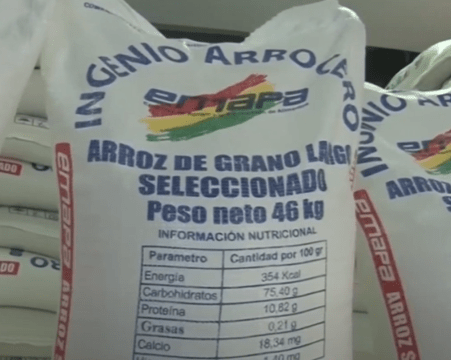 INGENIO ARROCERO
emapa
ARROZ DE GRANO LARGO
SELECCIONADO
Peso neto 46 kg
INFORMACIÓN NUTRICIONAL
Parametro Cantidad por 100 gr
Energía 354 Kcal
Carbohidratos 75,40 g
Proteína 10,82 g
Grasas 0,21 g
Calcio 18,34 mg
emapa ARROZ
emapa ARROZ
ARROZ